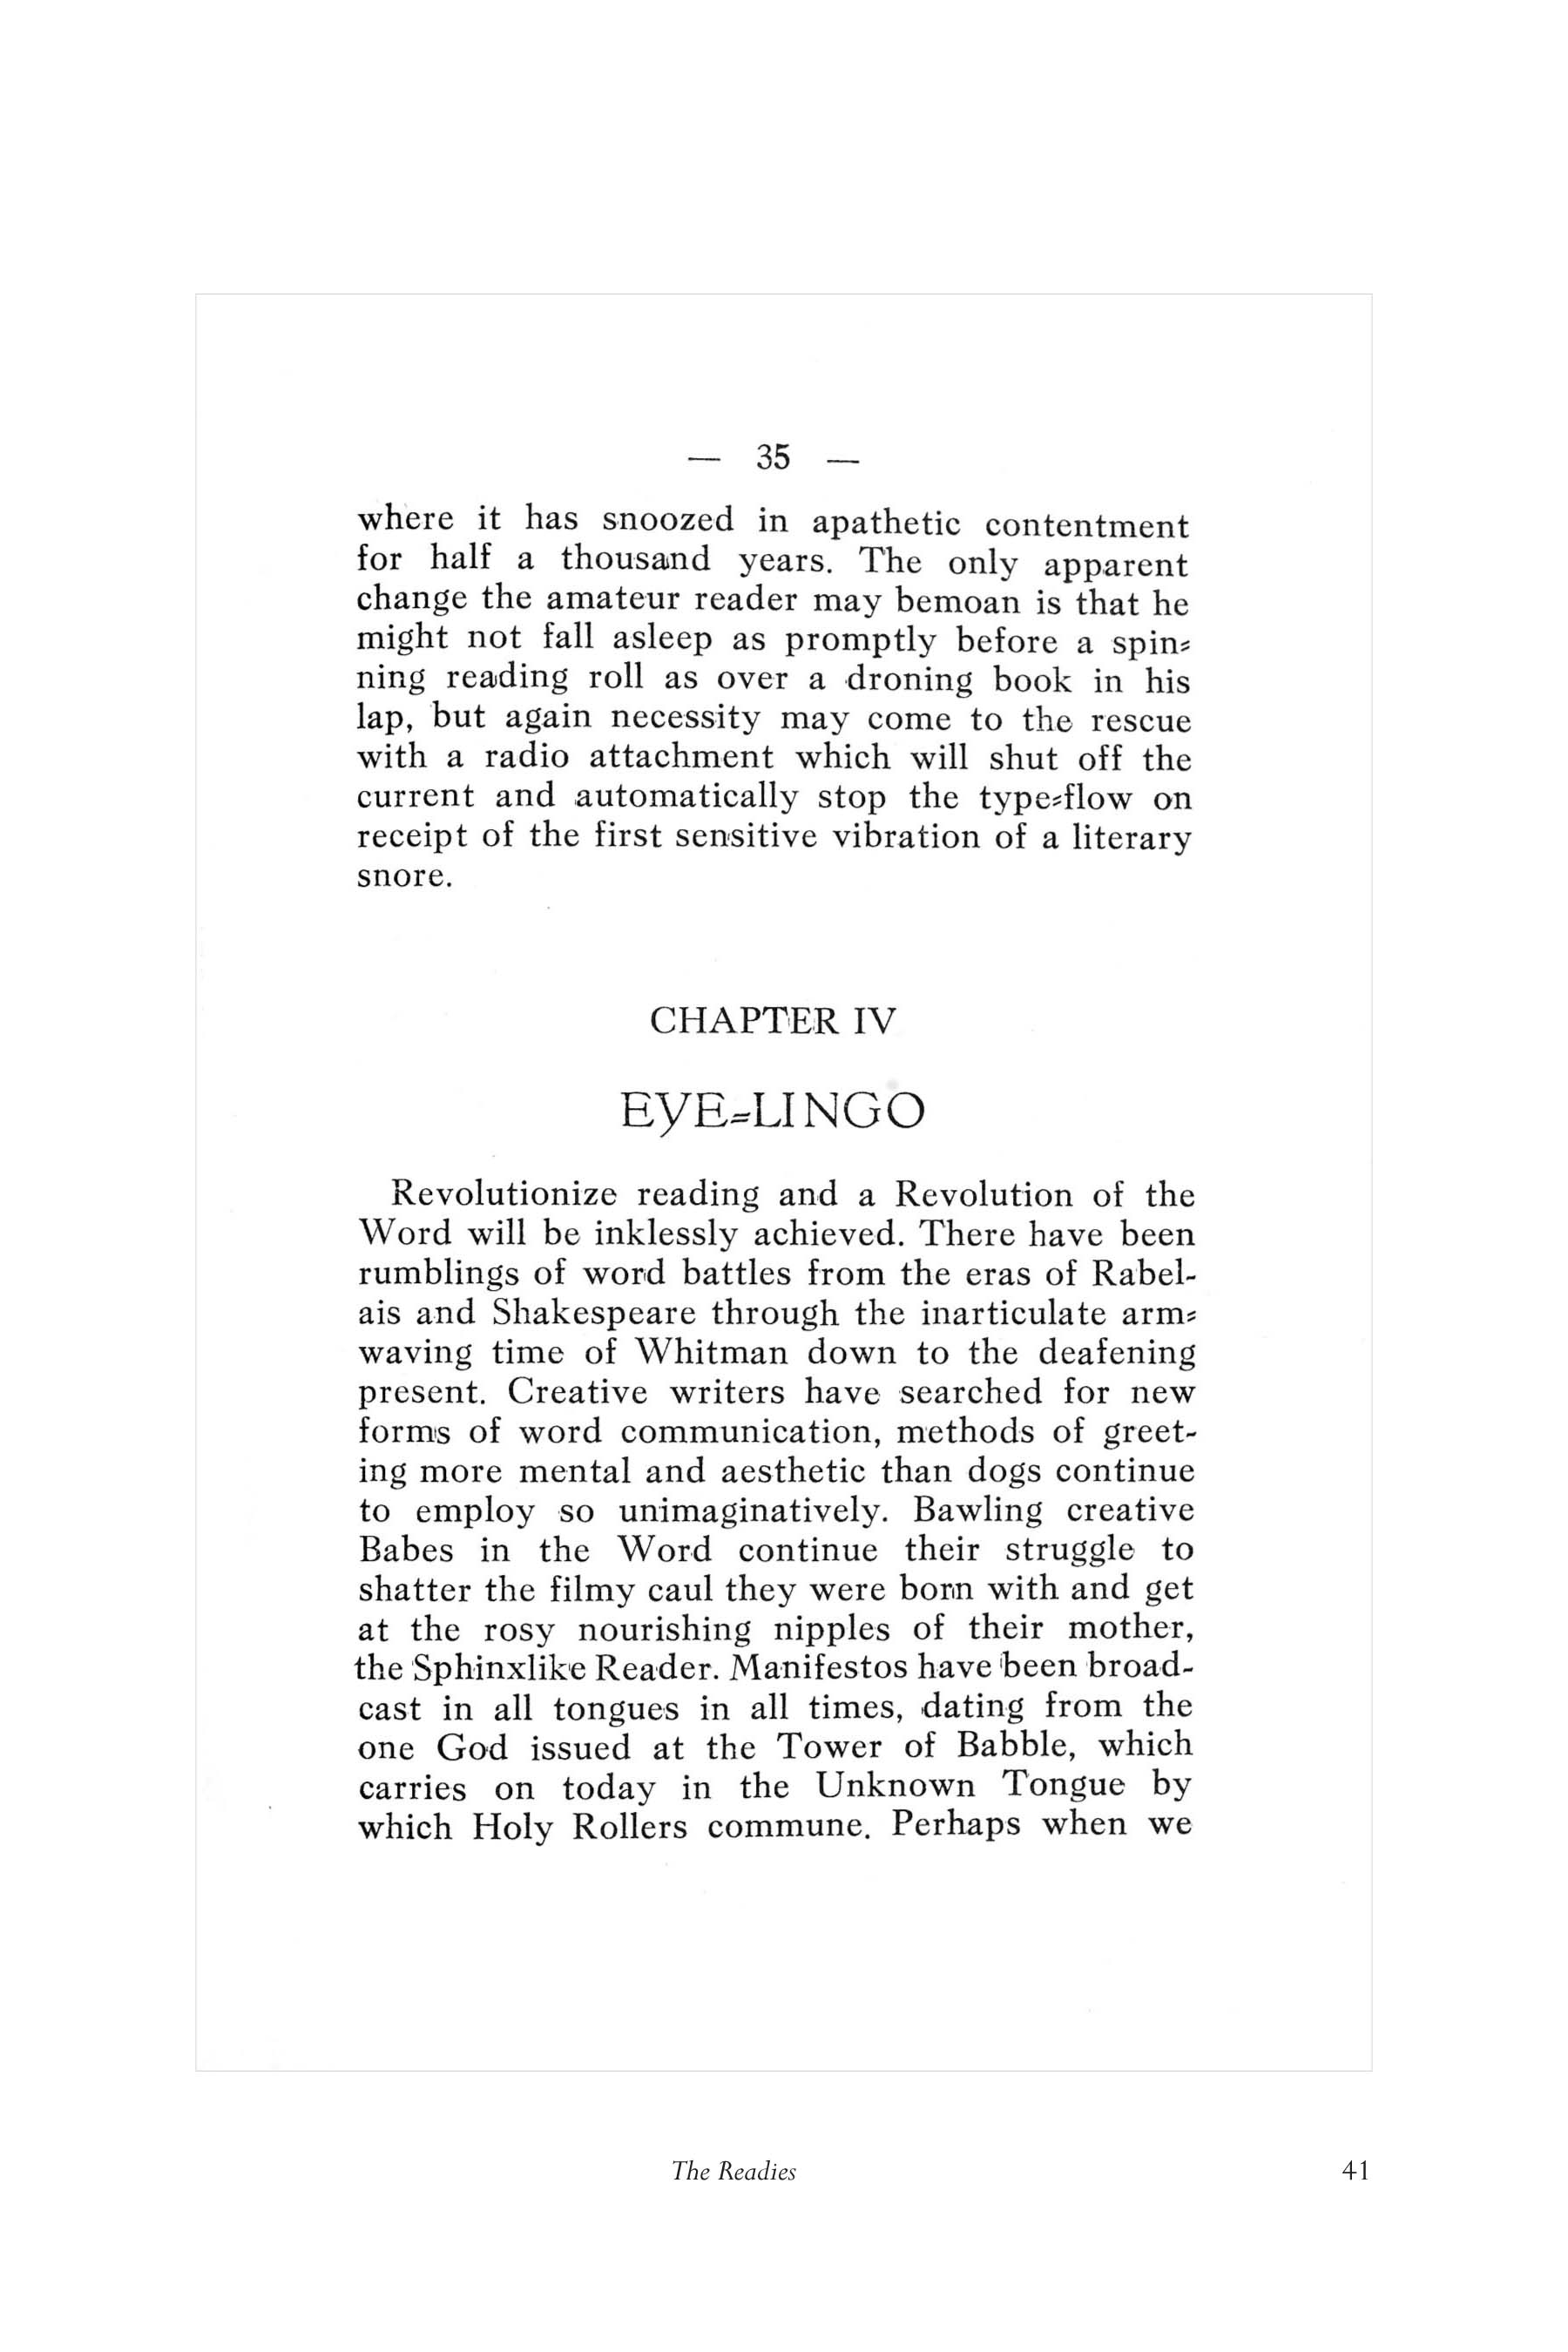 — 35 —
where it has snoozed in apathetic contentment
for half a thousand years. The only apparent
change the amateur reader may bemoan is that he
might not fall asleep as promptly before a spin-
ning reading roll as over a droning book in his
lap, but again necessity may come to the rescue
with a radio attachment which will shut off the
current and automatically stop the type-flow on
receipt of the first sensitive vibration of a literary
snore.
CHAPTER IV
EyE-LINGO
Revolutionize reading and a Revolution of the
Word will be inklessly achieved. There have been
rumblings of word battles from the eras of Rabel-
ais and Shakespeare through the inarticulate arm-
waving time of Whitman down to the deafening
present. Creative writers have searched for new
forms of word communication, methods of greet-
ing more mental and aesthetic than dogs continue
to employ so unimaginatively. Bawling creative
Babes in the Word continue their struggle to
shatter the filmy caul they were born with and get
at the rosy nourishing nipples of their mother,
the Sphinxlike Reader. Manifestos have been broad-
cast in all tongues in all times, dating from the
one God issued at the Tower of Babble, which
carries on today in the Unknown Tongue by
which Holy Rollers commune. Perhaps when we
The Readies 41